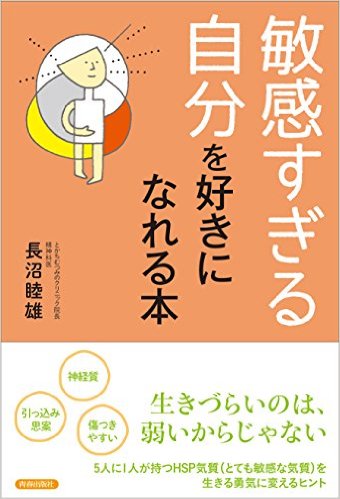 敏感すぎる
自分を好きに
なれる本
とかちむつみのクリニック院長
精神科医
長沼睦雄
神経質
引っ込み
思案
傷つき
やすい
生きづらいのは、
弱いからじゃない
5人に1人が持つHSP気質(とても敏感な気質)を
生きる勇気に変えるヒント
青春出版社